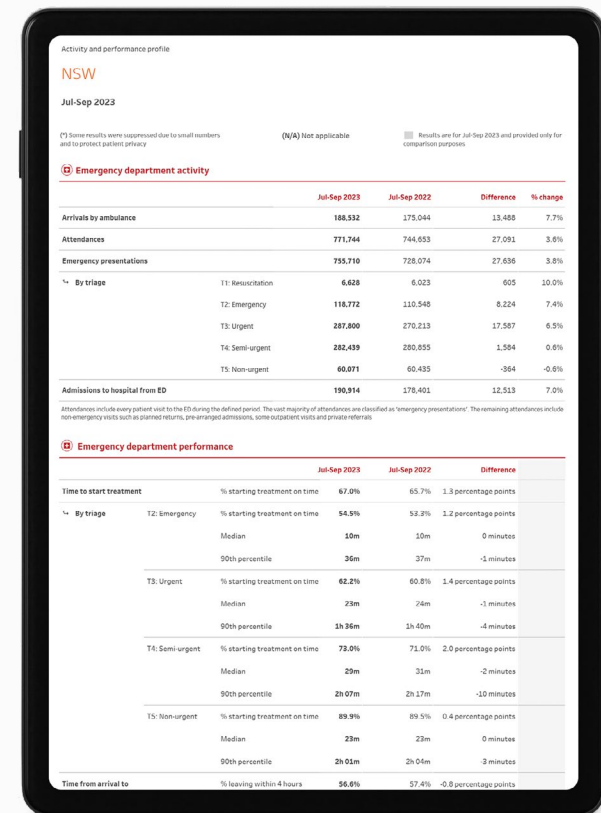 Activity and performance profile
NSW
Jul-Sep 2023
(*) Some results were suppressed due to small numbers
and to protect patient privacy
(N/A) Not applicable
Results are for Jul-Sep 2023 and provided only for
comparison purposes
Emergency department activity
Jul-Sep 2023 Jul-Sep 2022 Difference % change
Arrivals by ambulance 188,532 175,044 13,488 7.7%
Attendances 771,744 744,653 27,091 3.6%
Emergency presentations 755,710 728,074 27,636 3.8%
By triage T1: Resuscitation 6,628 6,023 605 10.0%
T2: Emergency 118,772 110,548 8,224 7.4%
T3: Urgent 287,800 270,213 17,587 6.5%
T4: Semi-urgent 282,439 280,855 1,584 0.6%
T5: Non-urgent 60,071 60,435 -364 -0.6%
Admissions to hospital from ED 190,914 178,401 12,513 7.0%
Attendances include every patient visit to the ED during the defined period. The vast majority of attendances are classified as 'emergency presentations'. The remaining attendances include
non-emergency visits such as planned returns, pre-arranged admissions, some outpatient visits and private referrals
Emergency department performance
Jul-Sep 2023 Jul-Sep 2022 Difference
Time to start treatment % starting treatment on time 67.0% 65.7% 1.3 percentage points
By triage T2: Emergency % starting treatment on time 54.5% 53.3% 1.2 percentage points
Median 10m 10m 0 minutes
90th percentile 36m 37m -1 minutes
T3: Urgent % starting treatment on time 62.2% 60.8% 1.4 percentage points
Median 23m 24m -1 minutes
90th percentile 1h 36m 1h 40m -4 minutes
T4: Semi-urgent % starting treatment on time 73.0% 71.0% 2.0 percentage points
Median 29m 31m -2 minutes
90th percentile 2h 07m 2h 17m -10 minutes
T5: Non-urgent % starting treatment on time 89.9% 89.5% 0.4 percentage points
Median 23m 23m 0 minutes
90th percentile 2h 01m 2h 04m -3 minutes
Time from arrival to % leaving within 4 hours 56.6% 57.4% -0.8 percentage points